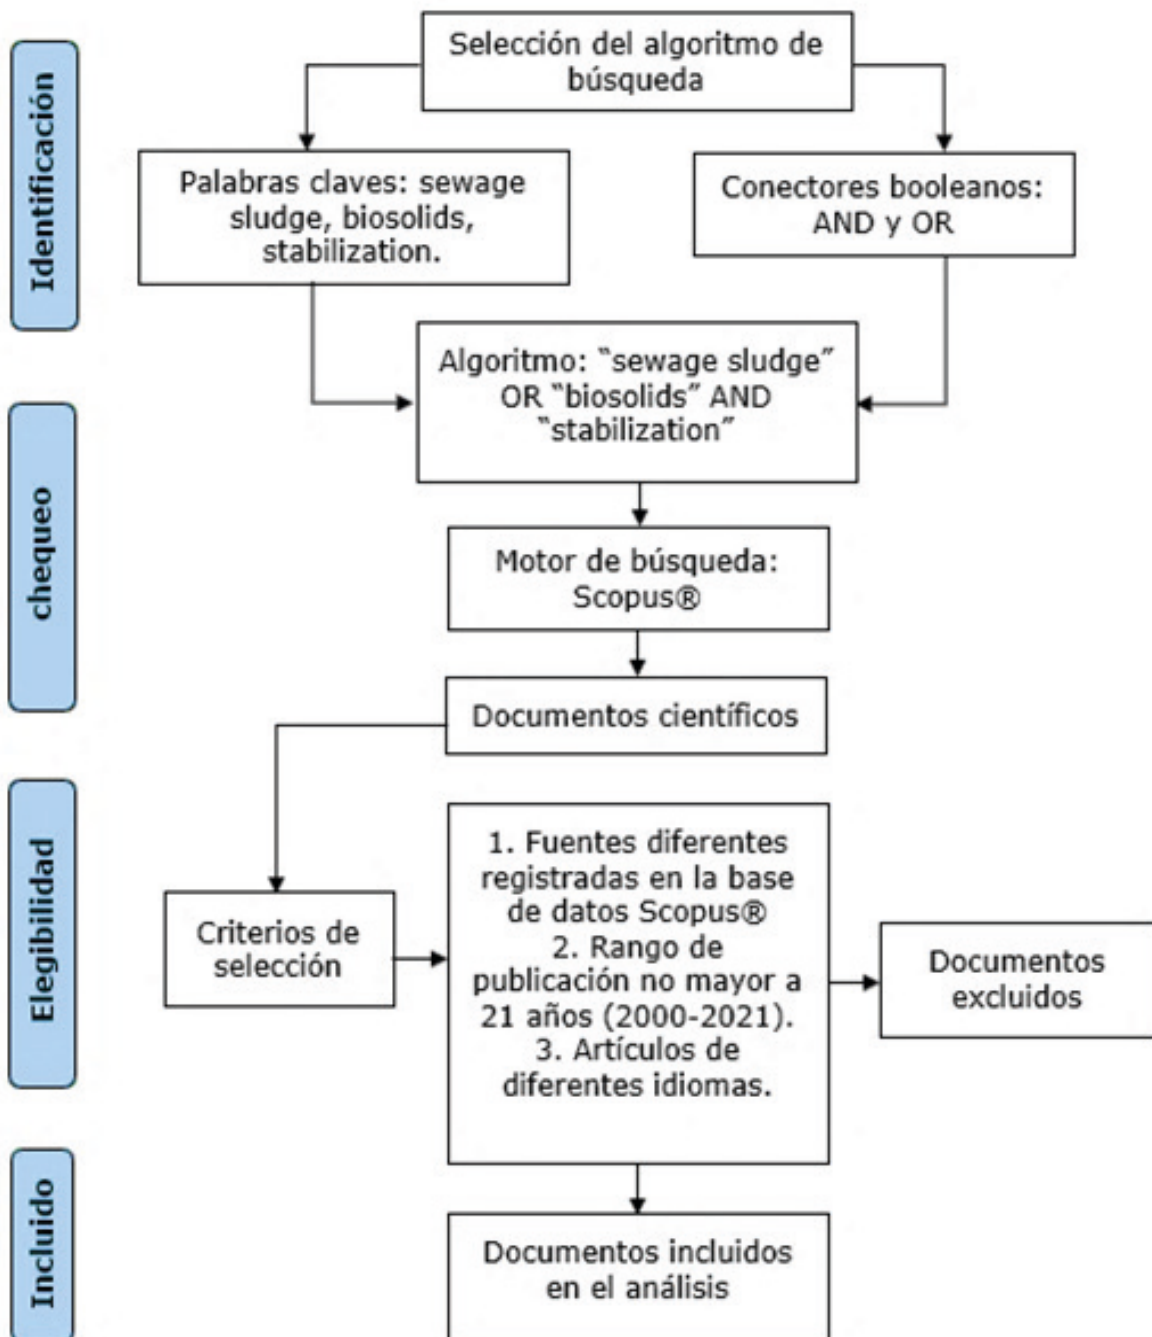 Identificación
Selección del algoritmo de
búsqueda
Palabras claves: sewage
sludge, biosolids,
stabilization.
Conectores booleanos:
AND y OR
Algoritmo: “sewage sludge”
OR “biosolids” AND
“stabilization”
chequeo
Motor de búsqueda:
Scopus®
Documentos científicos
Elegibilidad
Criterios de
selección
1. Fuentes diferentes
registradas en la base
de datos Scopus®
2. Rango de
publicación no mayor a
21 años (2000-2021).
3. Artículos de
diferentes idiomas.
Documentos
excluidos
Incluido
Documentos incluidos
en el análisis